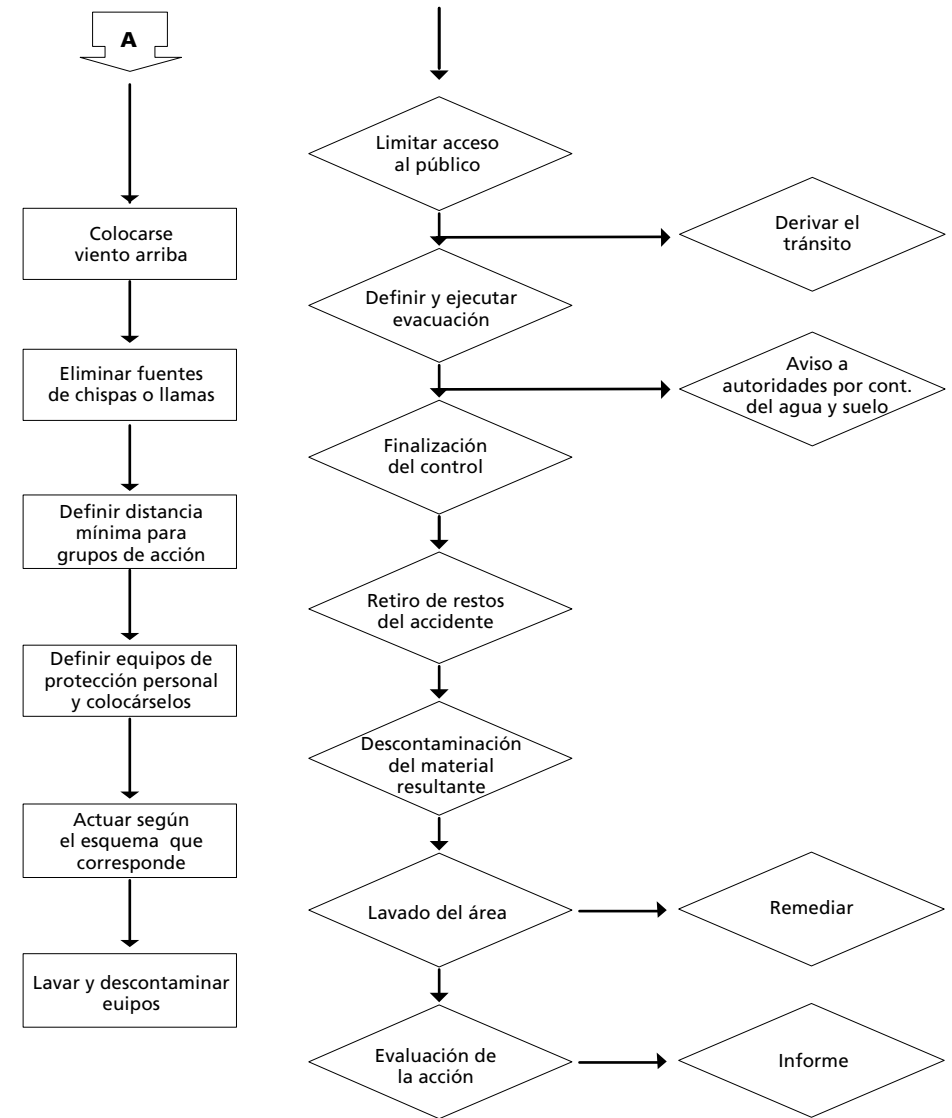 A
Colocarse
viento arriba
Eliminar fuentes
de chispas o llamas
Definir distancia
mínima para
grupos de acción
Definir equipos de
protección personal
y colocárselos
Actuar según
el esquema que
corresponde
Lavar y descontaminar
euipos
Limitar acceso
al público
Derivar el
tránsito
Definir y ejecutar
evacuación
Aviso a
autoridades por cont.
del agua y suelo
Finalización
del control
Retiro de restos
del accidente
Descontaminación
del material
resultante
Lavado del área
Remediar
Evaluación de
la acción
Informe